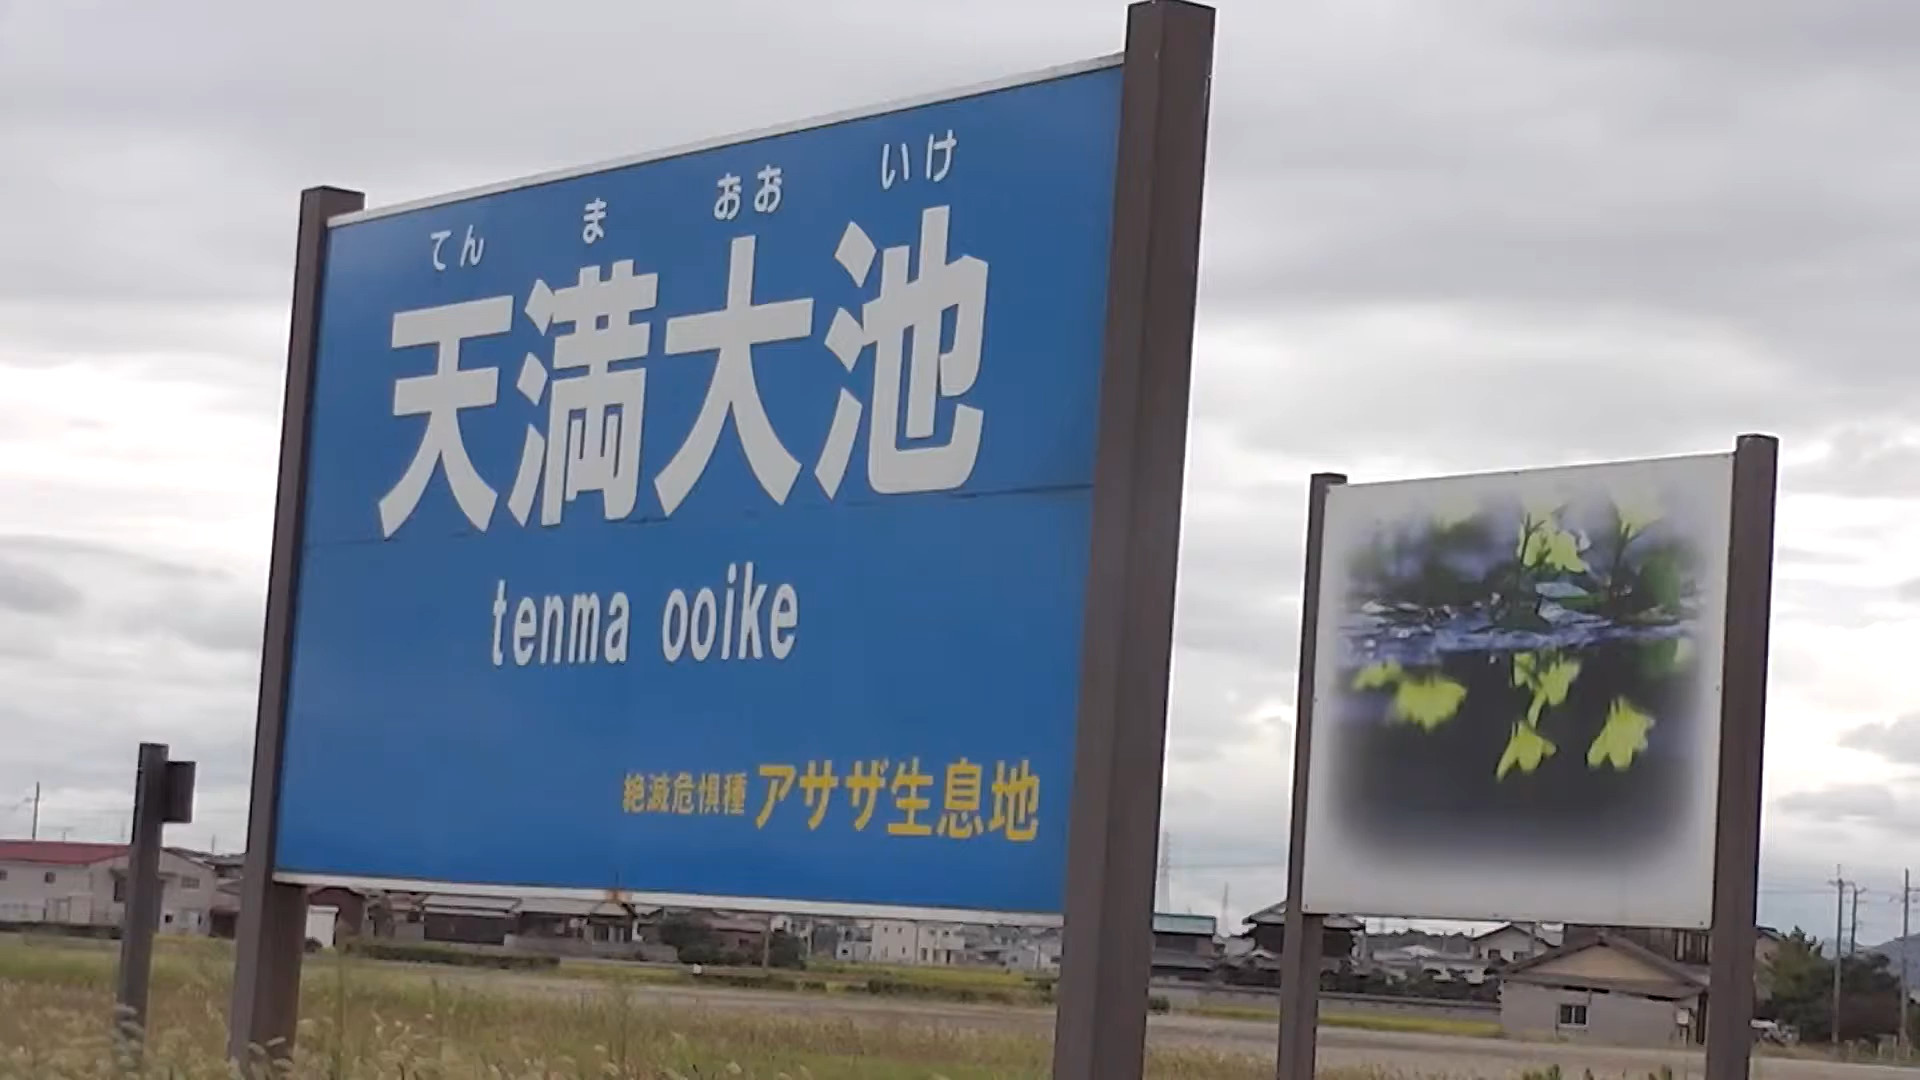 てん ま おお いけ
天満大池
tenma ooike
絶滅危惧種 アサザ生息地